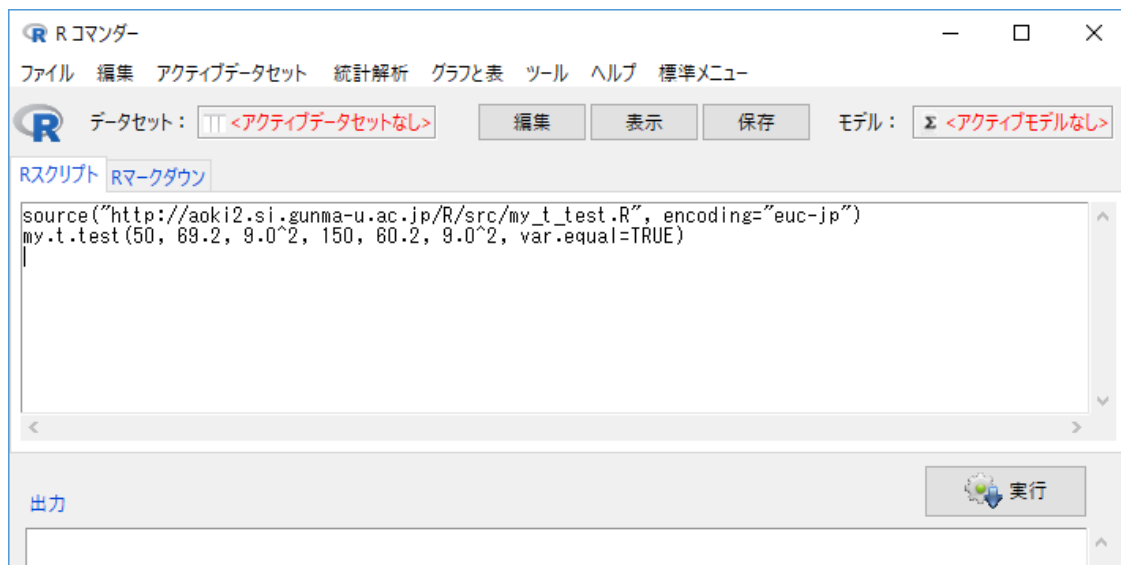 R R コマンダー
ファイル 編集 アクティブデータセット 統計解析 グラフと表 ツール ヘルプ 標準メニュー
R データセット： <アクティブデータセットなし> 編集 表示 保存 モデル： Σ <アクティブモデルなし>
Rスクリプト Rマークダウン
source("http://aoki2.si.gunma-u.ac.jp/R/src/my_t_test.R", encoding="euc-jp")
my.t.test(50, 69.2, 9.0^2, 150, 60.2, 9.0^2, var.equal=TRUE)
実行
出力